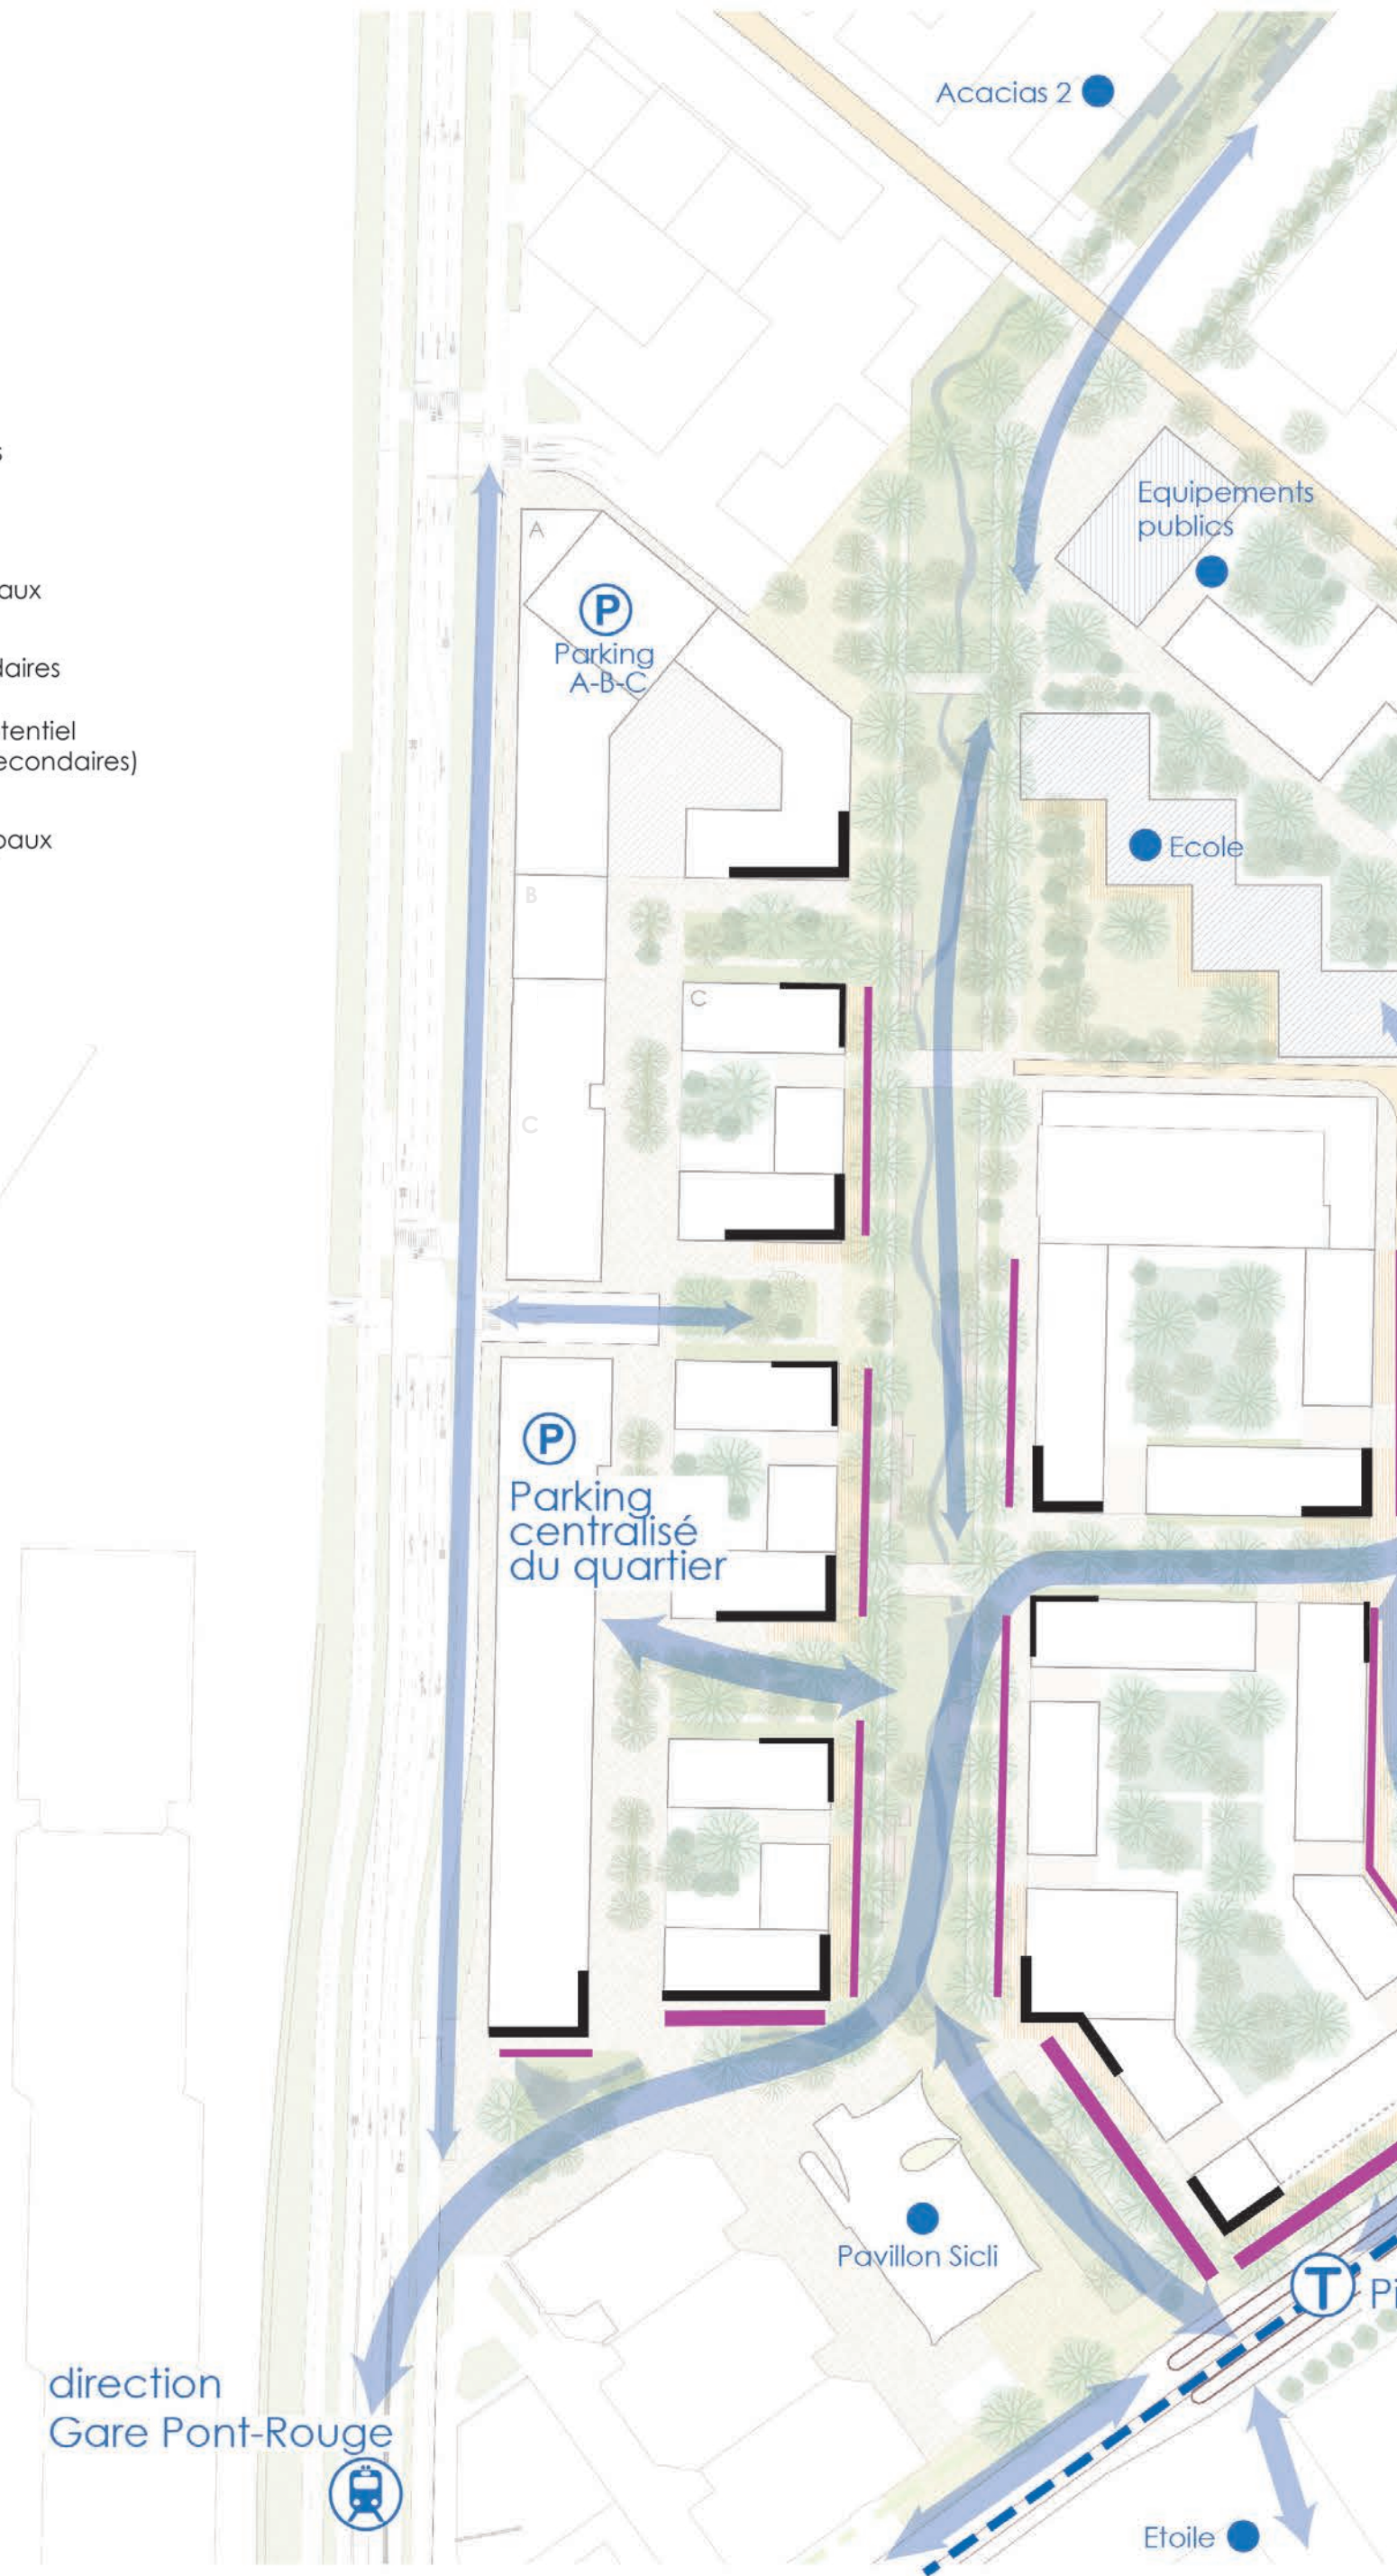 Acacias 2
s
Equipements
publics
aux
A
P
Parking
A-B-C
daires
tentiel
econdaires)
paux
Ecole
B
C
C
P
Parking
centralisé
du quartier
Pavillon Sicli
T
Pi
direction
Gare Pont-Rouge
Etoile